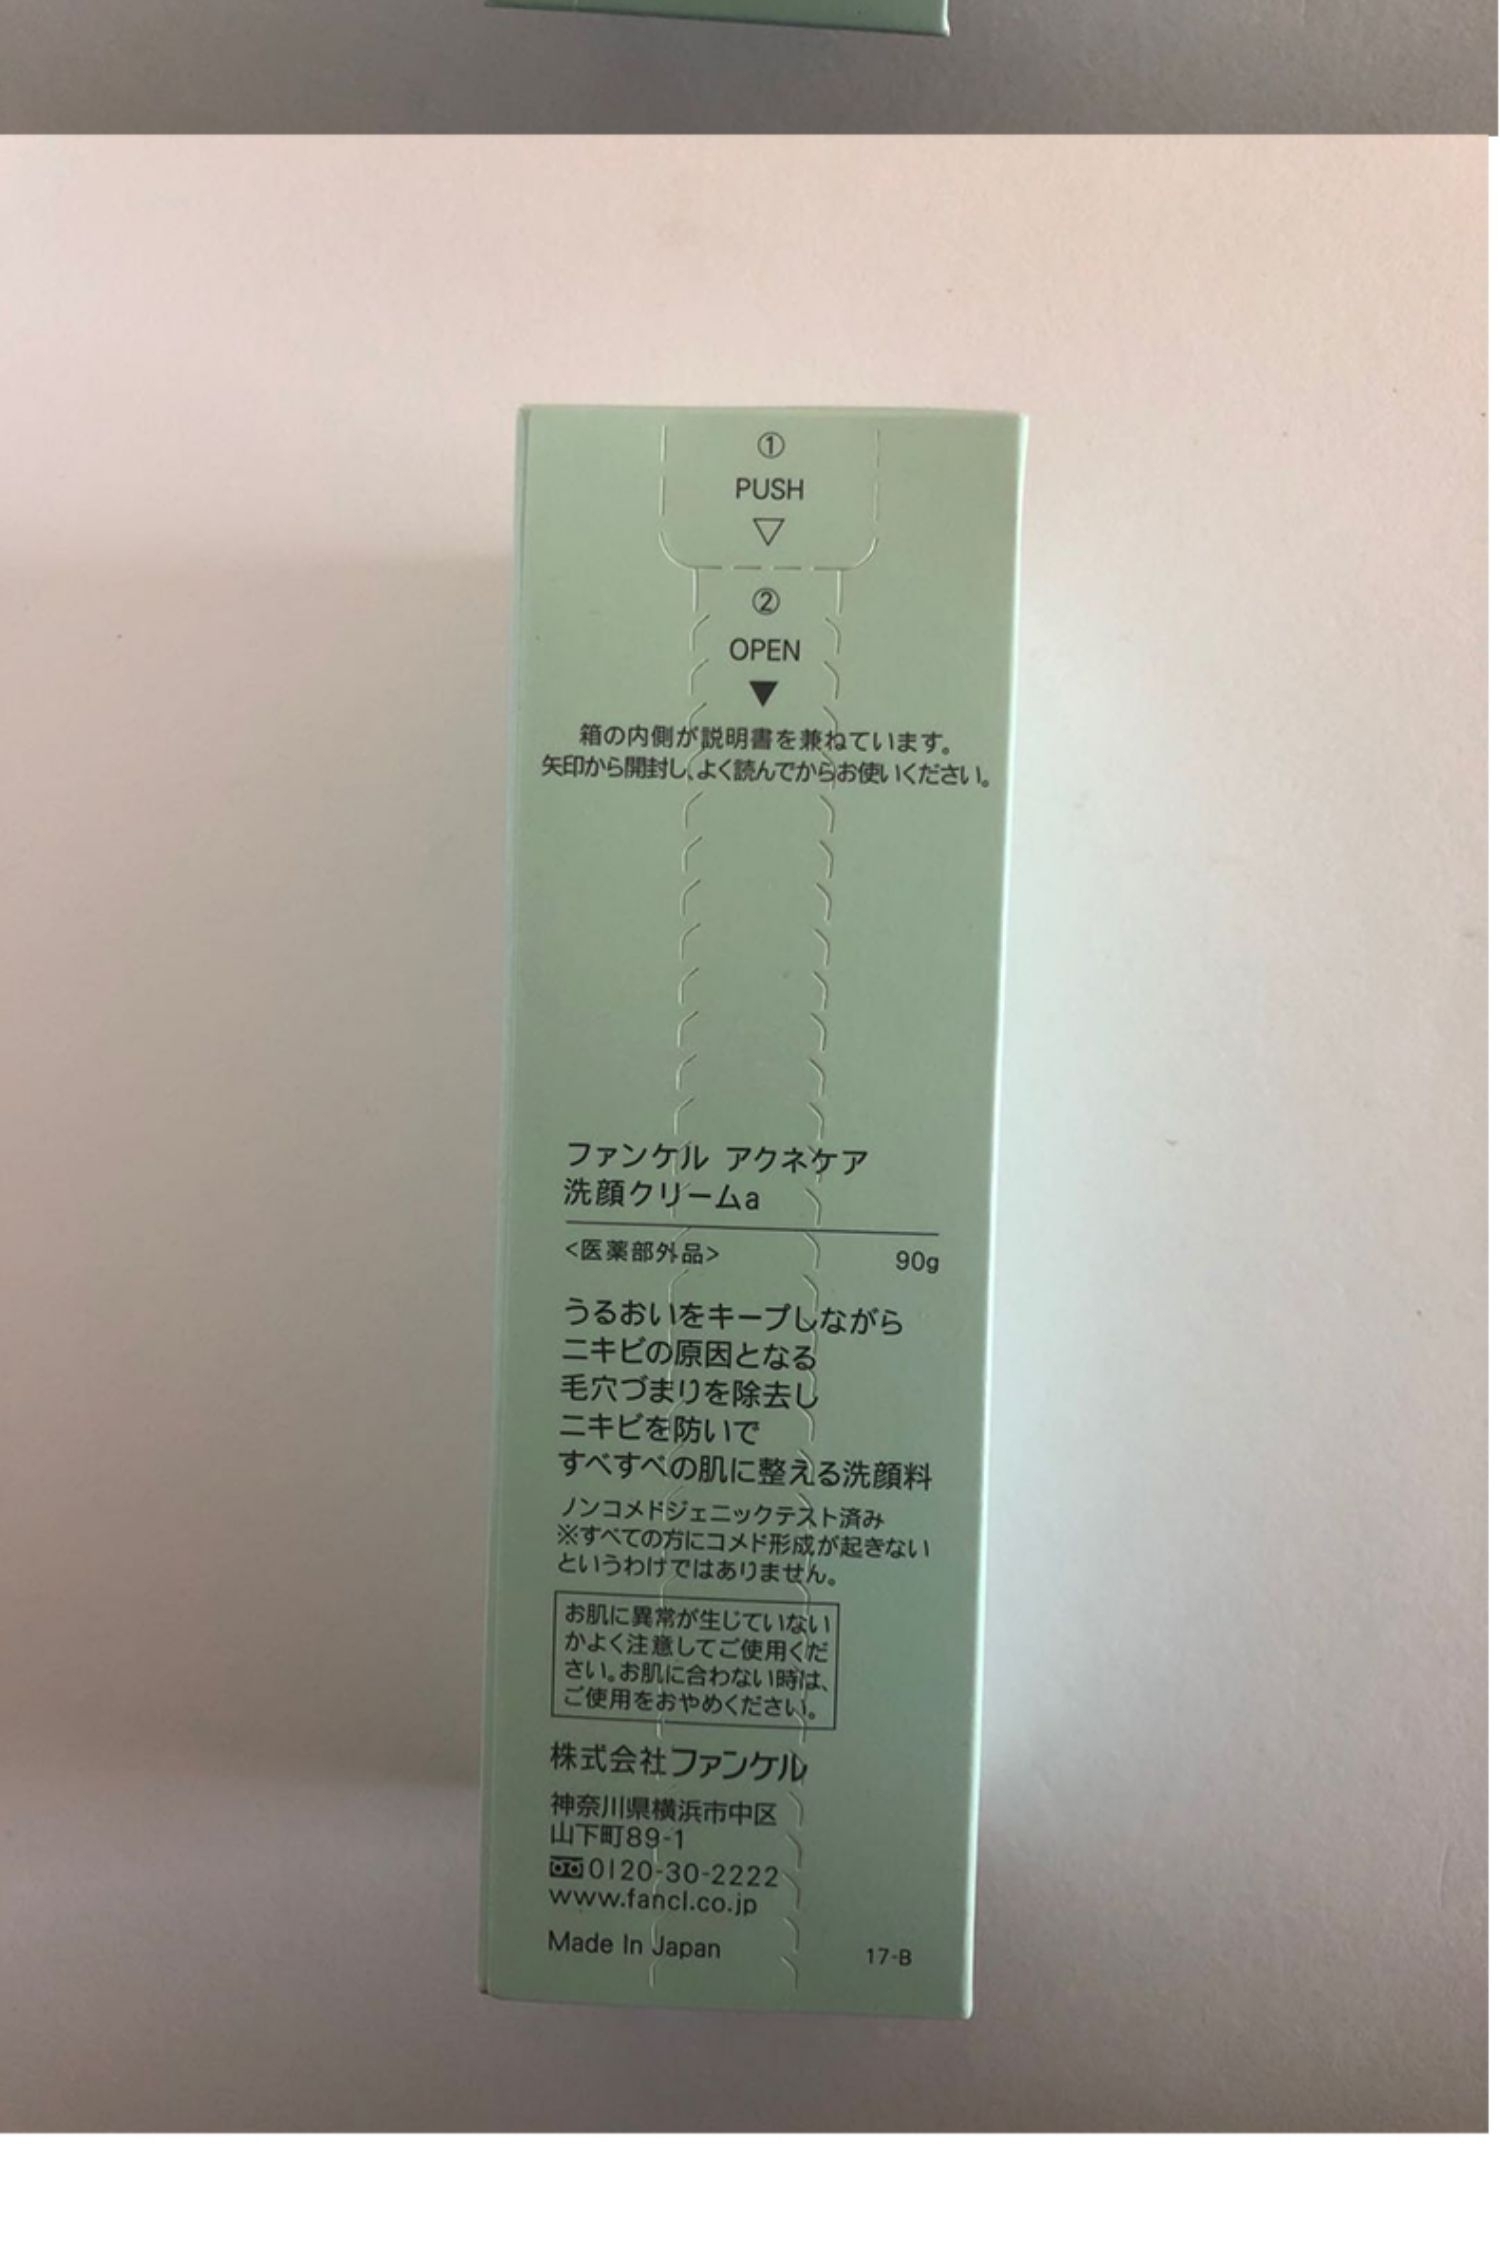 ①
PUSH
▽
②
OPEN
▼
箱の内側が説明書を兼ねています。
矢印から開封し、よく読んでからお使いください。
ファンケル アクネケア
洗顔クリームa
<医薬部外品> 90g
うるおいをキープしながら
ニキビの原因となる
毛穴づまりを除去し
ニキビを防いで
すべすべの肌に整える洗顔料
ノンコメドジェニックテスト済み
※すべての方にコメド形成が起きない
というわけではありません。
お肌に異常が生じていない
かよく注意してご使用くだ
さい。お肌に合わない時は、
ご使用をおやめください。
株式会社ファンケル
神奈川県横浜市中区
山下町89-1
0120-30-2222
www.fancl.co.jp
Made In Japan 17-B